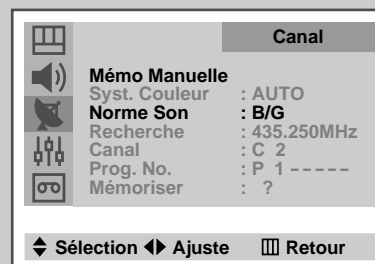 Canal
Mémo Manuelle
Syst. Couleur : AUTO
Norme Son : B/G
Recherche : 435.250MHz
Canal : C 2
Prog. No. : P 1 -----
Mémoriser : ?
Sélection Ajuste Retour